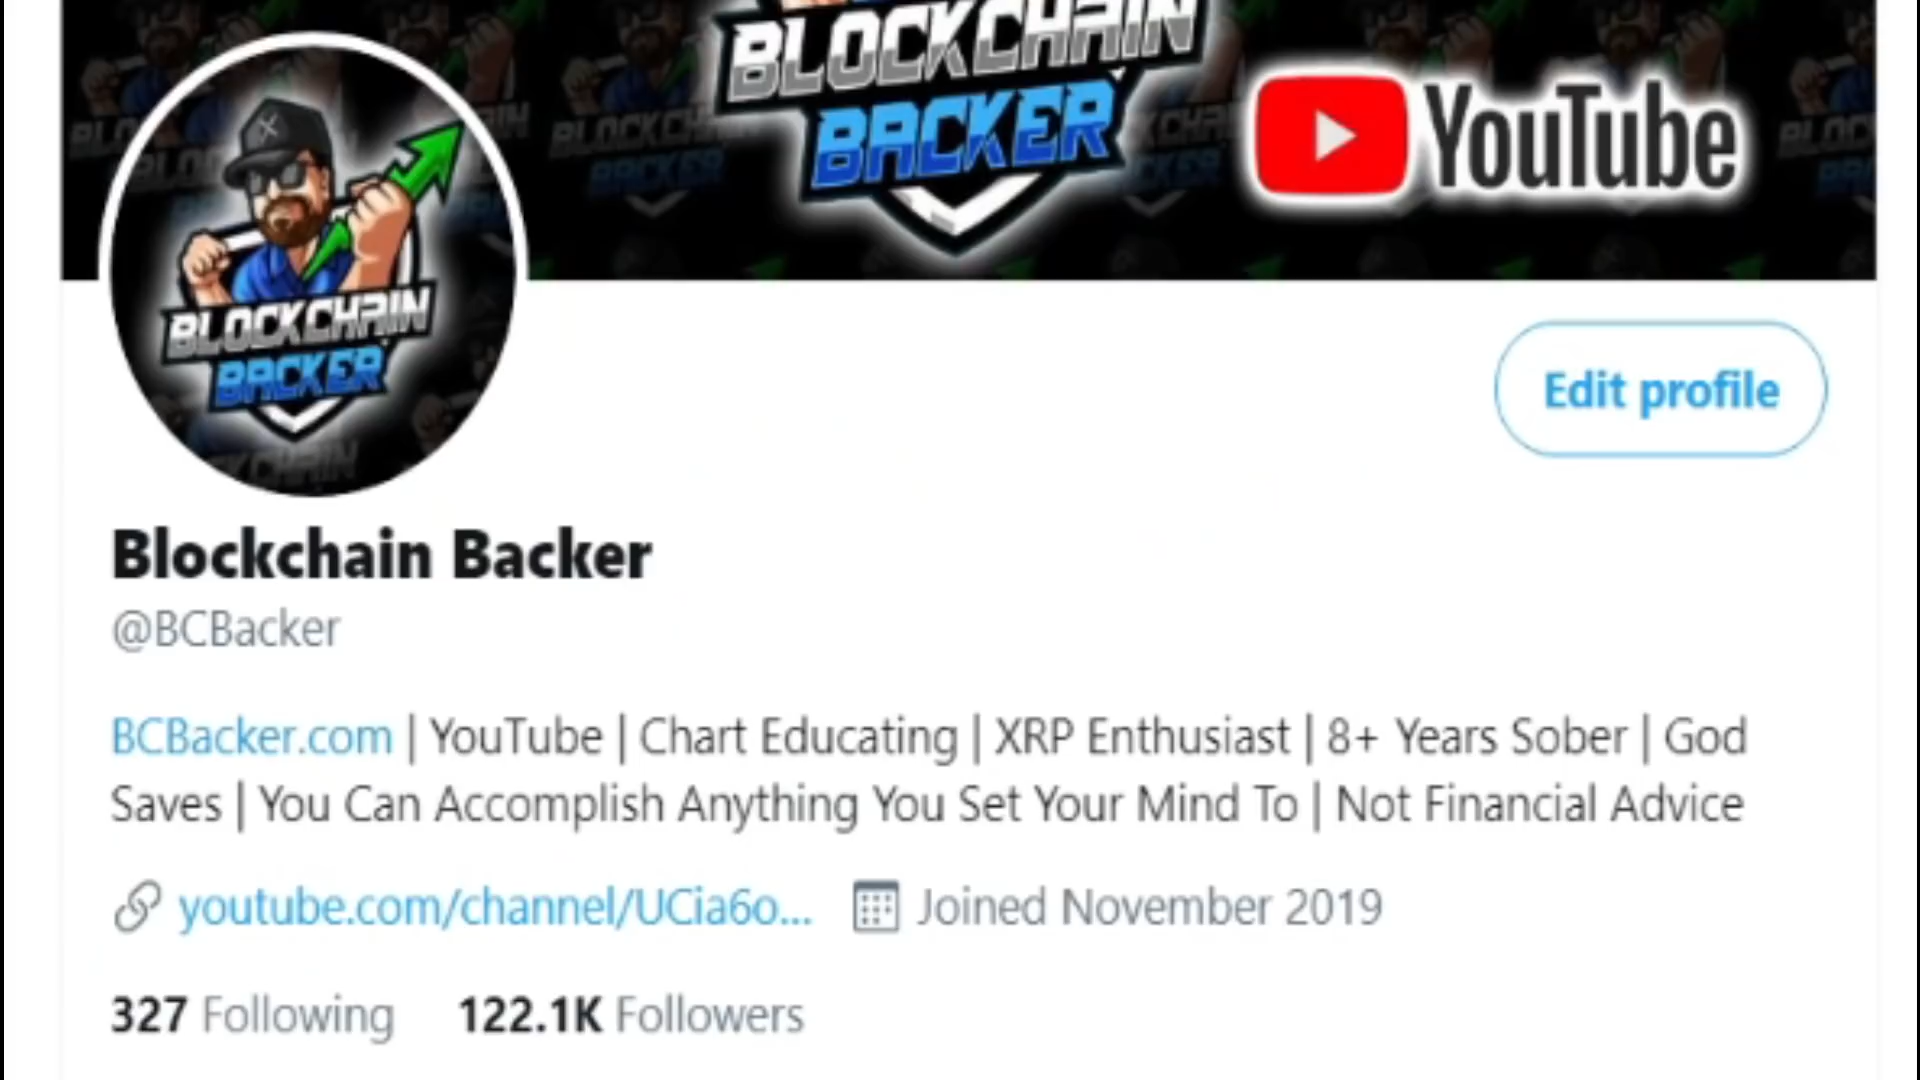 BLOCKCHAIN
BACKER
YouTube
BLOCKCHAIN
BACKER
Edit profile
Blockchain Backer
@BCBacker
BCBacker.com | YouTube | Chart Educating | XRP Enthusiast | 8+ Years Sober | God
Saves | You Can Accomplish Anything You Set Your Mind To | Not Financial Advice
youtube.com/channel/UCia6o... Joined November 2019
327 Following 122.1K Followers